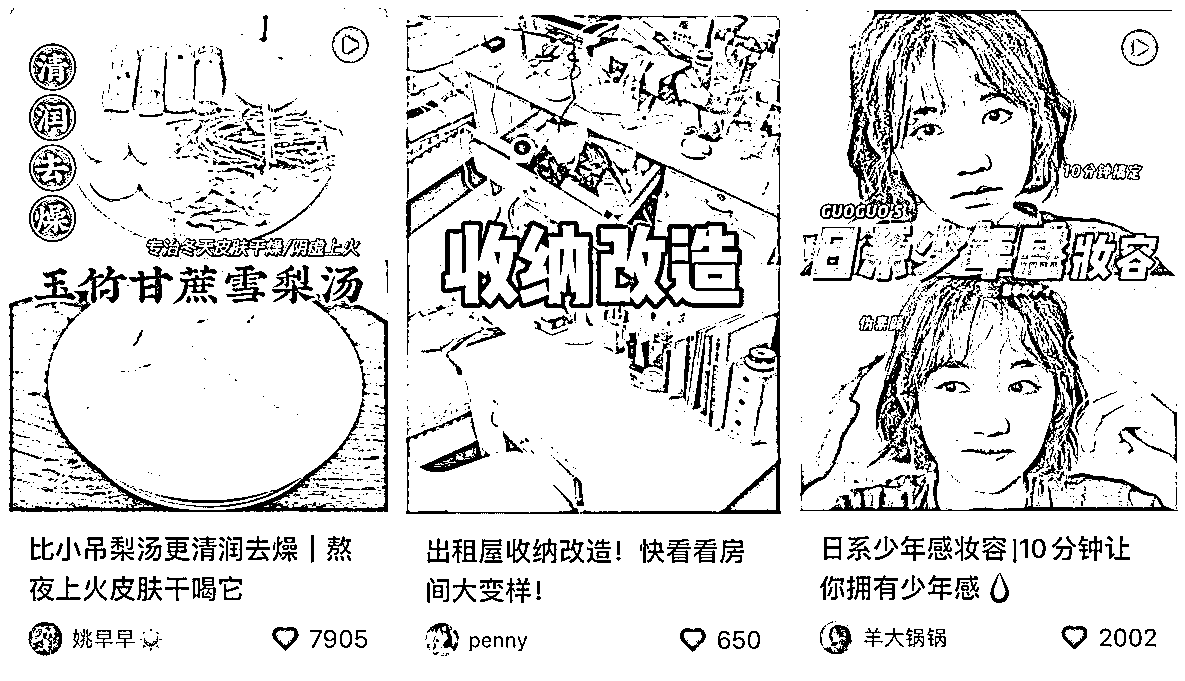 清
润
去
燥
专治冬天皮肤干燥/阴虚上火
玉竹甘蔗雪梨汤
比小吊梨汤更清润去燥｜熬
夜上火皮肤干喝它
姚早早
7905
收纳改造
出租屋收纳改造！快看看房
间大变样！
penny
650
10分钟搞定
GUOGUO'S
日系少年感妆容
伪素颜
日系少年感妆容|10分钟让
你拥有少年感
羊大锅锅
2002